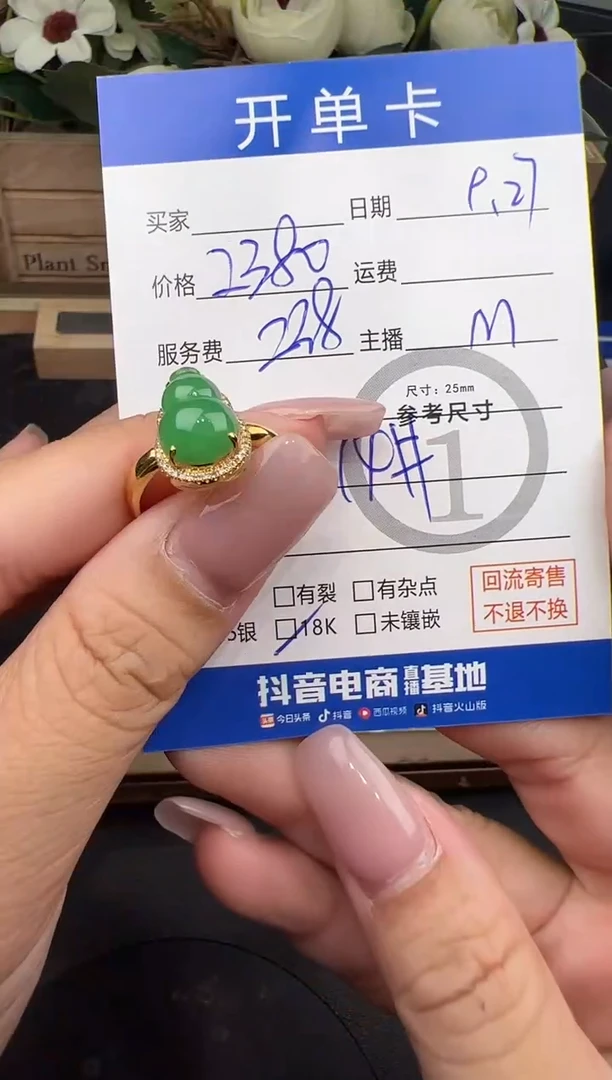 开单卡
买家 日期 9.27
价格 2380 运费
服务费 228 主播 M
尺寸：25mm
参考尺寸
14#
1
有裂 有杂点
银 18K 未镶嵌
回流寄售
不退不换
Plant
抖音电商直播基地
头条 今日头条 抖音 西瓜视频 抖音火山版